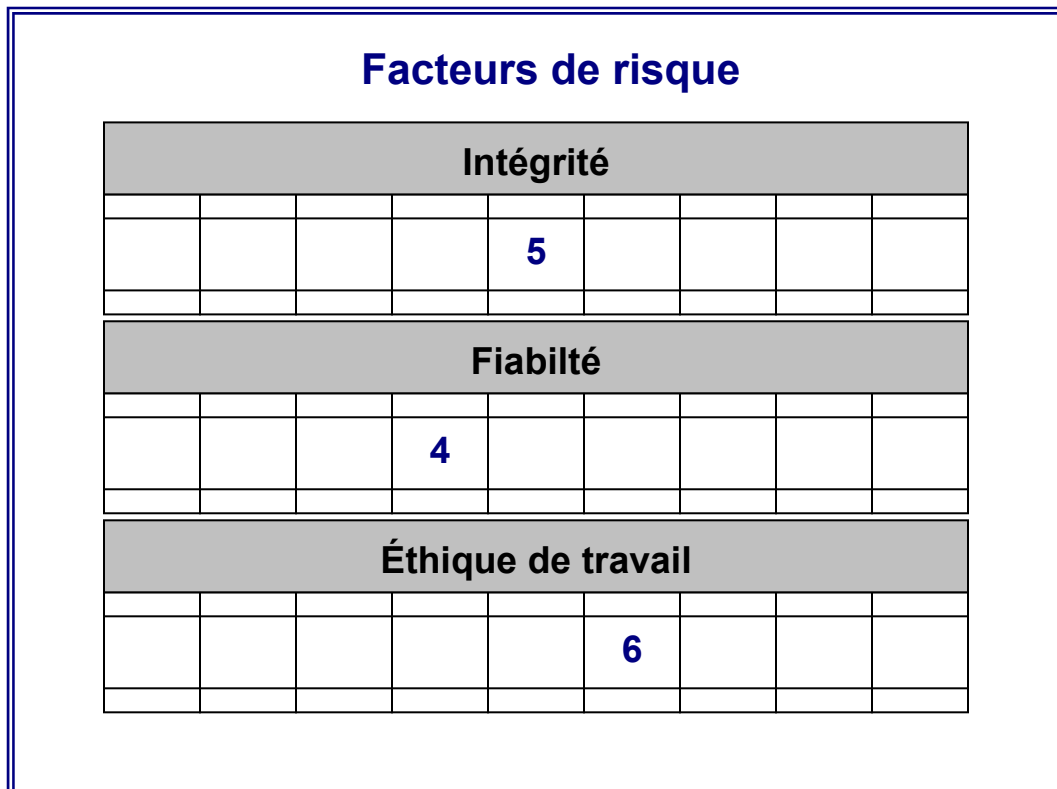 Facteurs de risque
Intégrité
5
Fiabilté
4
Éthique de travail
6